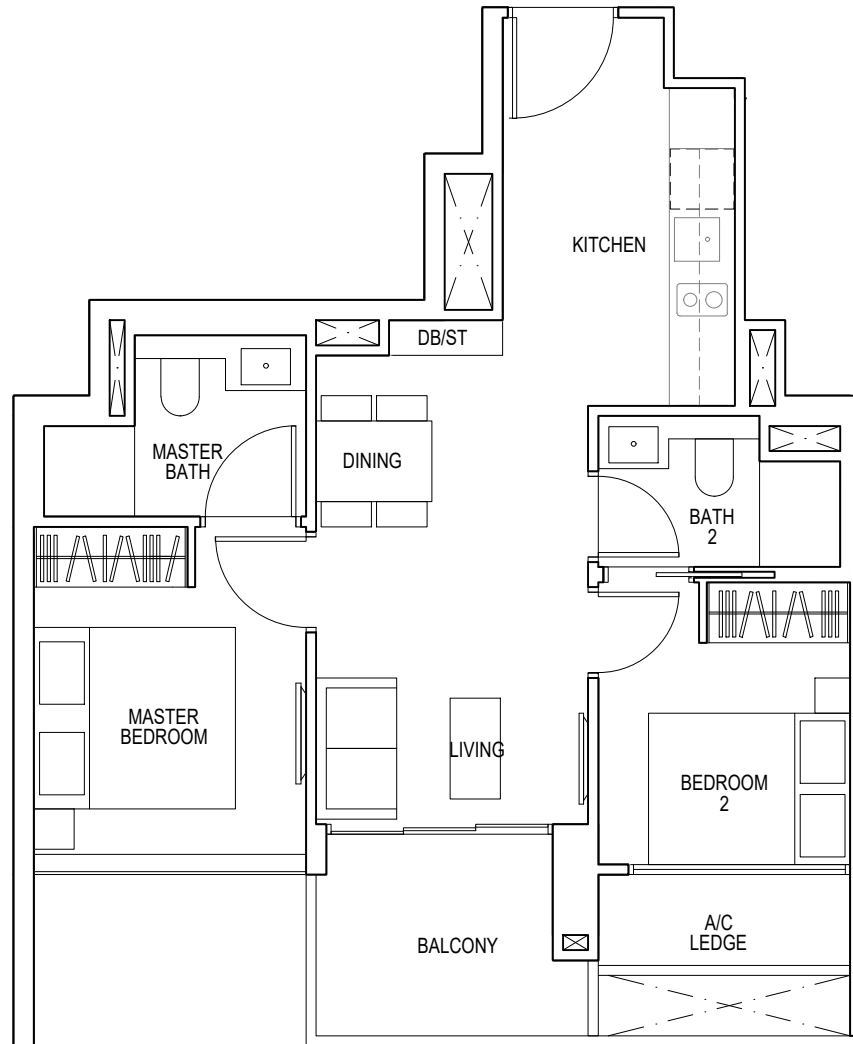 KITCHEN
DB/ST
MASTER
BATH
DINING
BATH
2
MASTER
BEDROOM
LIVING
BEDROOM
2
BALCONY
A/C
LEDGE